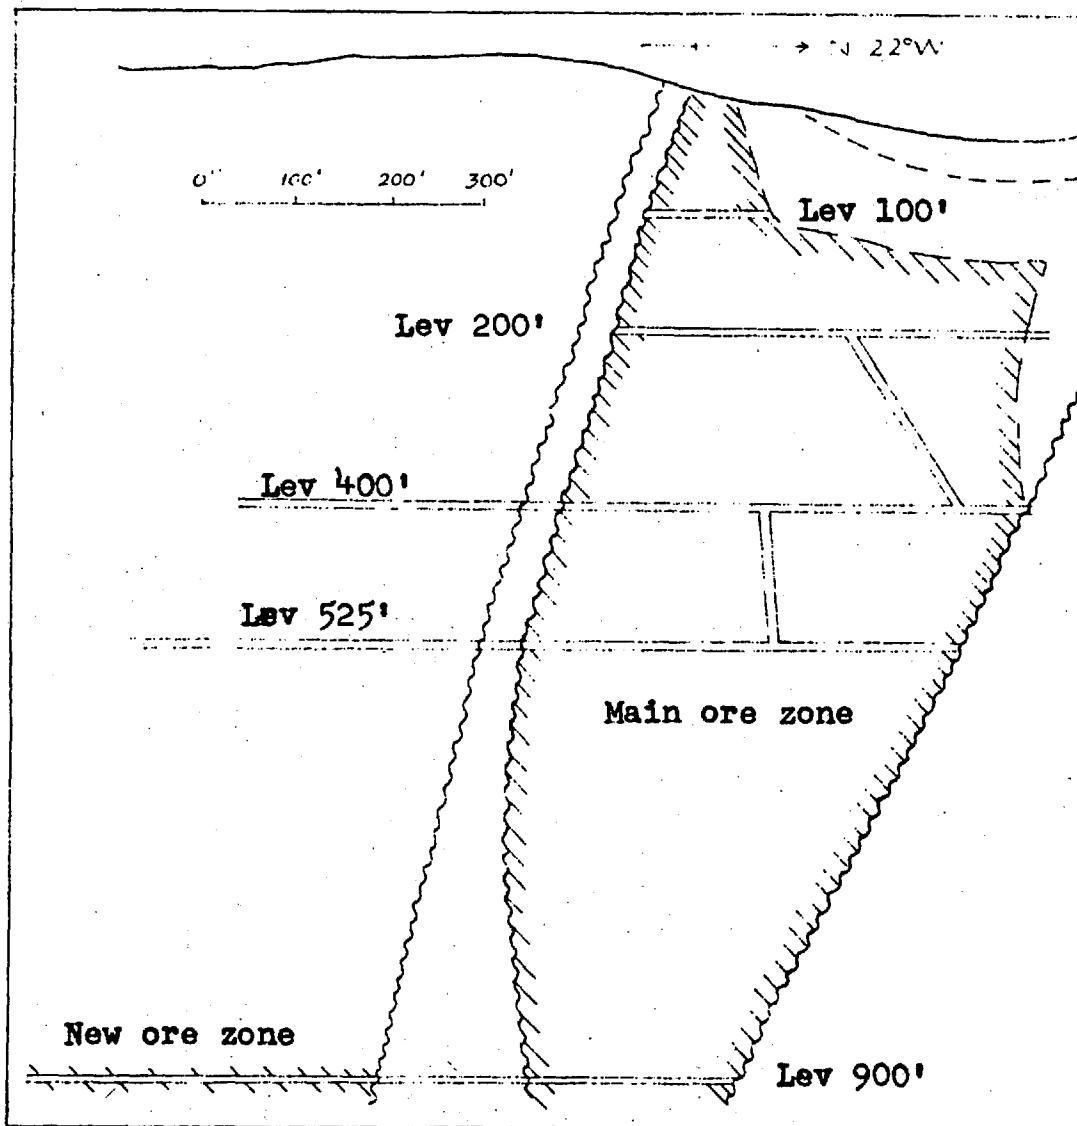 N 22°W
0' 100' 200' 300'
Lev 100'
Lev 200'
Lev 400'
Lev 525'
Main ore zone
New ore zone
Lev 900'